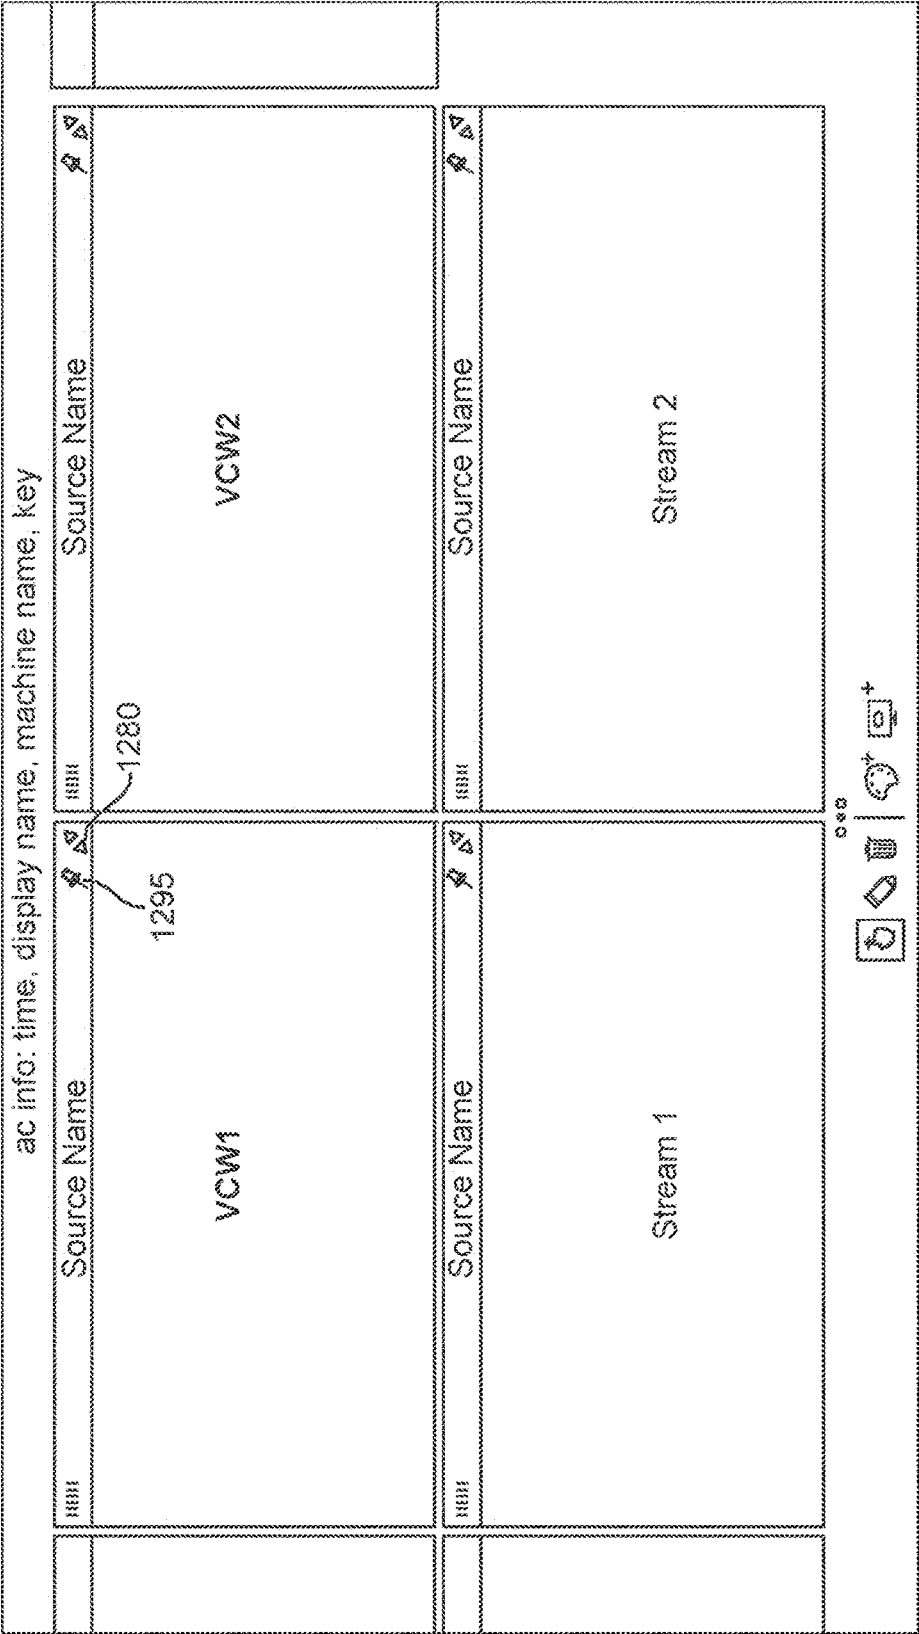 ac info: time, display name, machine name, key
Source Name
Source Name
1295
1280
VCW1
VCW2
Source Name
Source Name
Stream 1
Stream 2